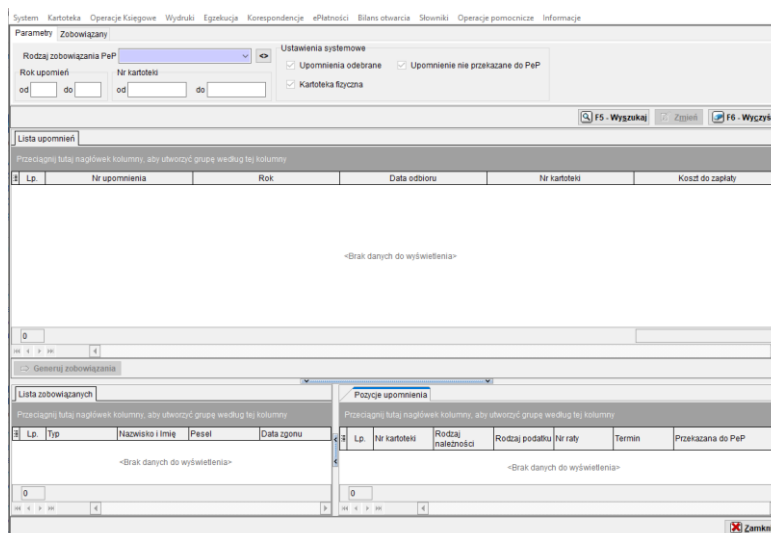 System Kartoteka Operacje Księgowe Wydruki Egzekucja Korespondencje ePłatności Bilans otwarcia Słowniki Operacje pomocnicze Informacje
Parametry Zobowiązany
Rodzaj zobowiązania PeP
Ustawienia systemowe
Upomnienia odebrane Upomnienie nie przekazane do PeP
Rok upomień Nr kartoteki
od do od do
Kartoteka fizyczna
F5 - Wyszukaj Zmień F6 - Wyczyś
Lista upomnień
Przeciągnij tutaj nagłówek kolumny, aby utworzyć grupę według tej kolumny
Lp. Nr upomnienia Rok Data odbioru Nr kartoteki Koszt do zapłaty
<Brak danych do wyświetlenia>
0
Generuj zobowiązania
Lista zobowiązanych Pozycje upomnienia
Przeciągnij tutaj nagłówek kolumny, aby utworzyć grupę według tej kolumny Przeciągnij tutaj nagłówek kolumny, aby utworzyć grupę według tej kolumny
Lp. Typ Nazwisko i Imię Pesel Data zgonu Lp. Nr kartoteki Rodzaj należności Rodzaj podatku Nr raty Termin Przekazana do PeP
<Brak danych do wyświetlenia> <Brak danych do wyświetlenia>
0 0
Zamkn